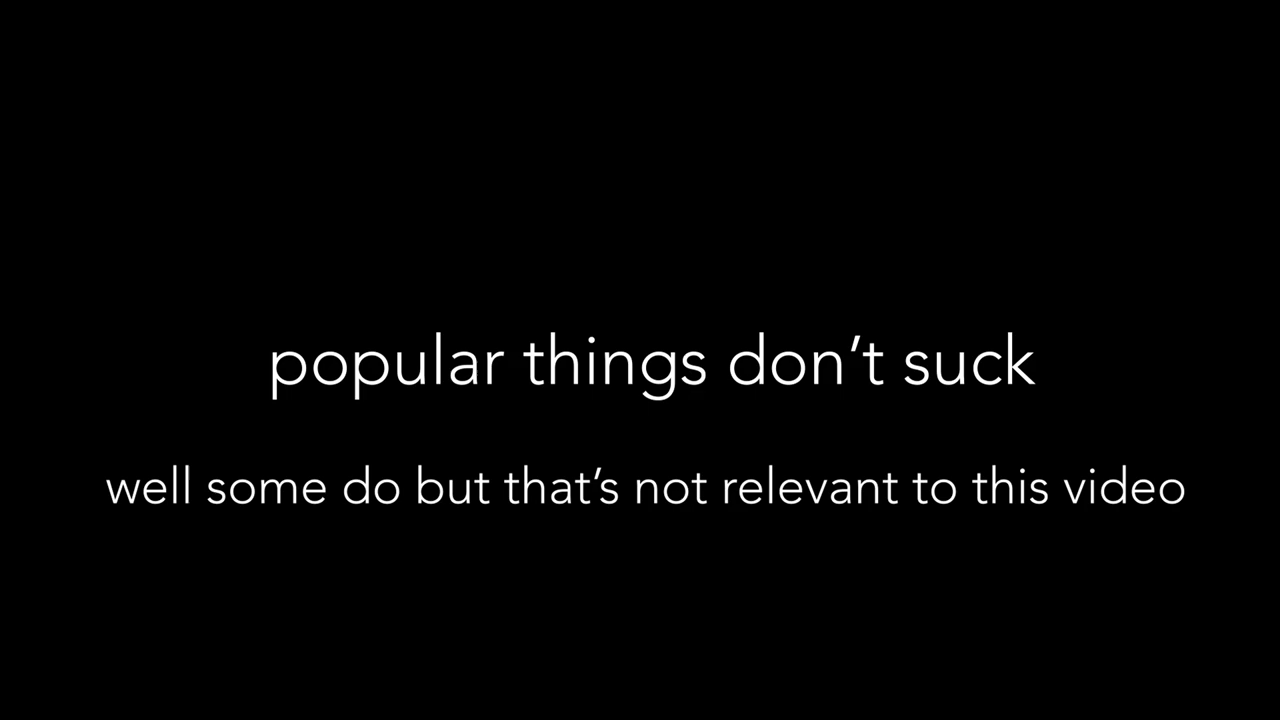 popular things don’t suck
well some do but that’s not relevant to this video